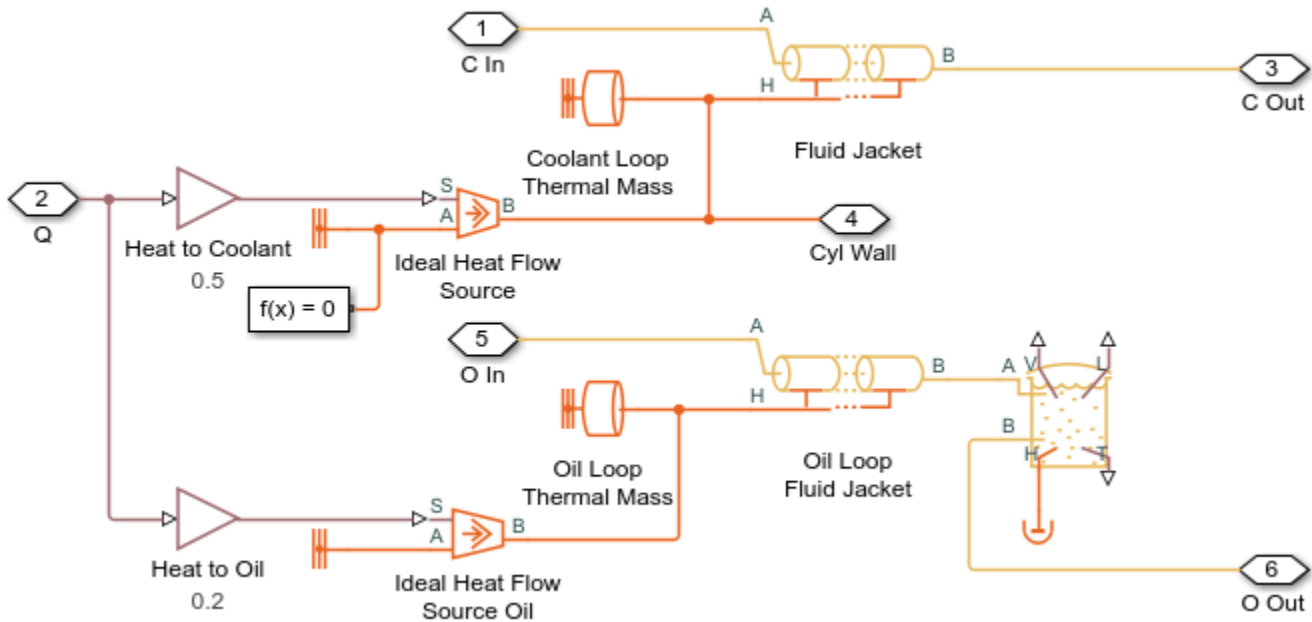 1
C In
A
B
H
3
C Out
Fluid Jacket
Coolant Loop
Thermal Mass
2
Q
Heat to Coolant
0.5
S
A
B
Ideal Heat Flow
Source
4
Cyl Wall
f(x) = 0
5
O In
A
B
H
Oil Loop
Fluid Jacket
Oil Loop
Thermal Mass
A
V
L
B
H
T
Heat to Oil
0.2
S
A
B
Ideal Heat Flow
Source Oil
6
O Out